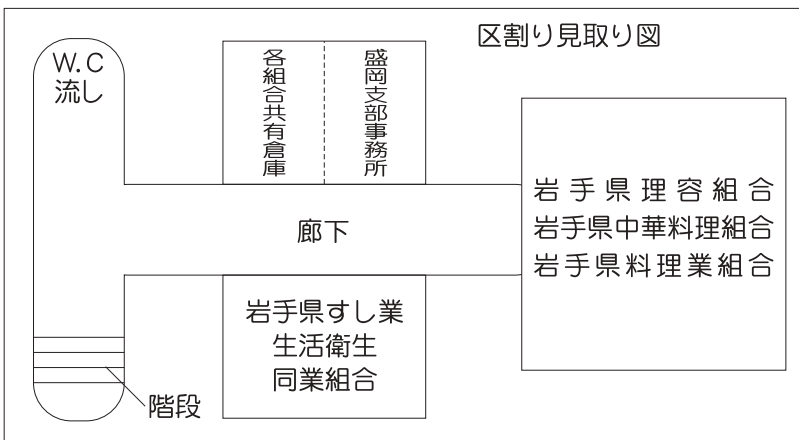 区割り見取り図
W.C
流し
各組合共有倉庫
盛岡支部事務所
廊下
岩手県理容組合
岩手県中華料理組合
岩手県料理業組合
岩手県すし業
生活衛生
同業組合
階段